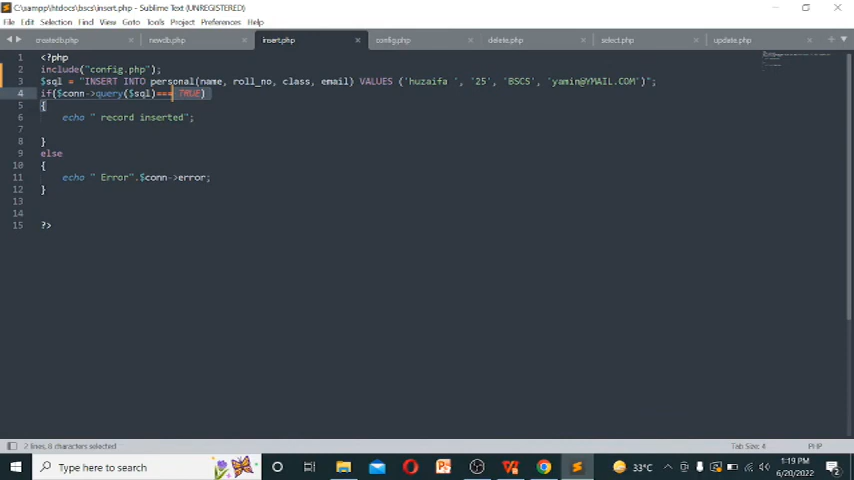 C:\xampp\htdocs\bscs\insert.php - Sublime Text (UNREGISTERED)
File Edit Selection Find View Goto Tools Project Preferences Help
createdb.php newdb.php insert.php config.php delete.php select.php update.php
1 <?php
2 include("config.php");
3 $sql = "INSERT INTO personal(name, roll_no, class, email) VALUES ('huzaifa ', '25', 'BSCS', 'yamin@YMAIL.COM')";
4 if($conn->query($sql)=== TRUE)
5 {
6 echo " record inserted";
7
8 }
9 else
10 {
11 echo " Error".$conn->error;
12 }
13
14
15 ?>
2 lines, 8 characters selected Tab Size: 4 PHP
Type here to search 33°C 1:19 PM
6/20/2022 2